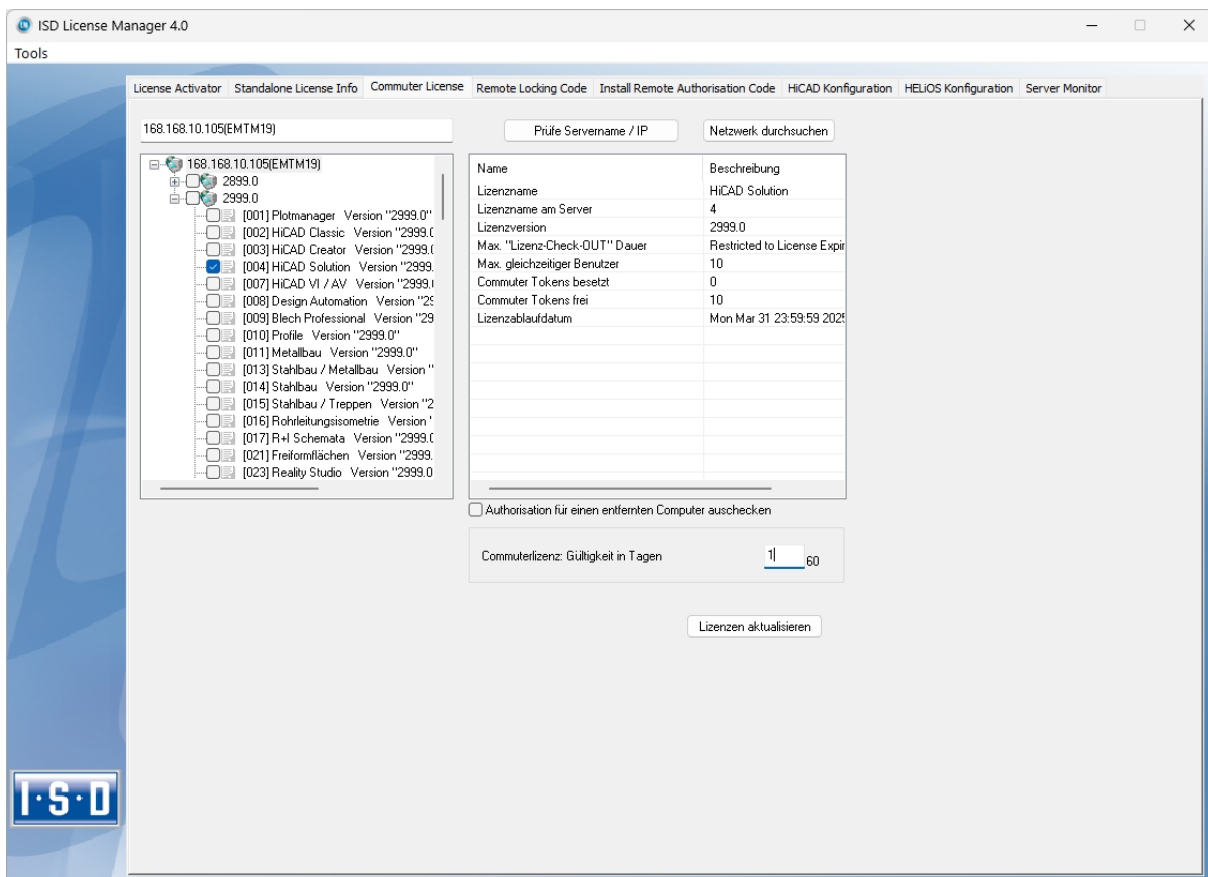 ISD License Manager 4.0
Tools
License Activator Standalone License Info Commuter License Remote Locking Code Install Remote Authorisation Code HiCAD Konfiguration HELiOS Konfiguration Server Monitor
168.168.10.105(EMTM19)
Prüfe Servername / IP
Netzwerk durchsuchen
168.168.10.105(EMTM19)
2899.0
2999.0
[001] Plotmanager Version "2999.0"
[002] HiCAD Classic Version "2999.0
[003] HiCAD Creator Version "2999.0
[004] HiCAD Solution Version "2999.
[007] HiCAD VI / AV Version "2999.
[008] Design Automation Version "29
[009] Blech Professional Version "29
[010] Profile Version "2999.0"
[011] Metallbau Version "2999.0"
[013] Stahlbau / Metallbau Version "
[014] Stahlbau Version "2999.0"
[015] Stahlbau / Treppen Version "2
[016] Rohrleitungsisometrie Version "
[017] R+I Schemata Version "2999.0
[021] Freiformflächen Version "2999.
[023] Reality Studio Version "2999.0
Name Beschreibung
Lizenzname HiCAD Solution
Lizenzname am Server 4
Lizenzversion 2999.0
Max. "Lizenz-Check-OUT" Dauer Restricted to License Expir
Max. gleichzeitiger Benutzer 10
Commuter Tokens besetzt 0
Commuter Tokens frei 10
Lizenzablaufdatum Mon Mar 31 23:59:59 2025
Authorisation für einen entfernten Computer auschecken
Commuterlizenz: Gültigkeit in Tagen 1 60
Lizenzen aktualisieren
I·S·D